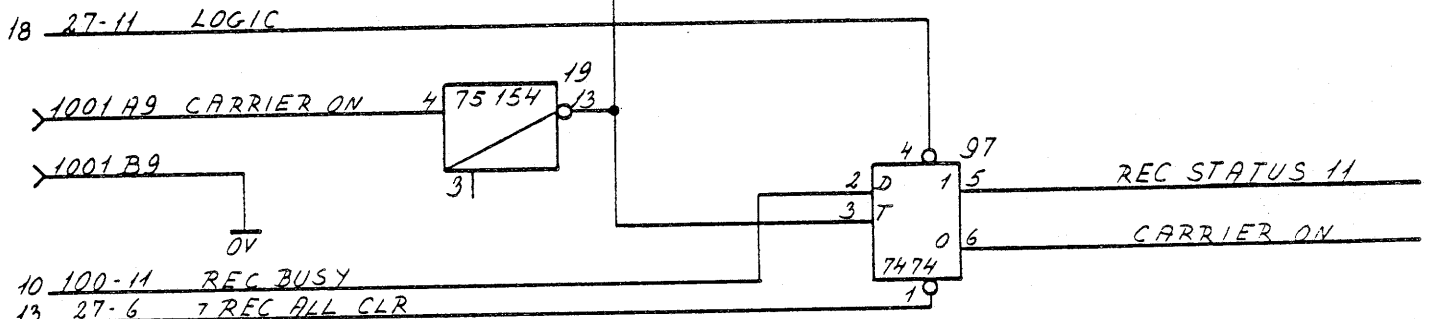 18 27-11 LOGIC
19
1001 A9 CARRIER ON 4 75 154 13
1001 B9
3
4 97
2 D 1 5 REC STATUS 11
3 T
0V
0 6 CARRIER ON
7474
10 100-11 REC BUSY
1
13 27-6 ¬ REC ALL CLR